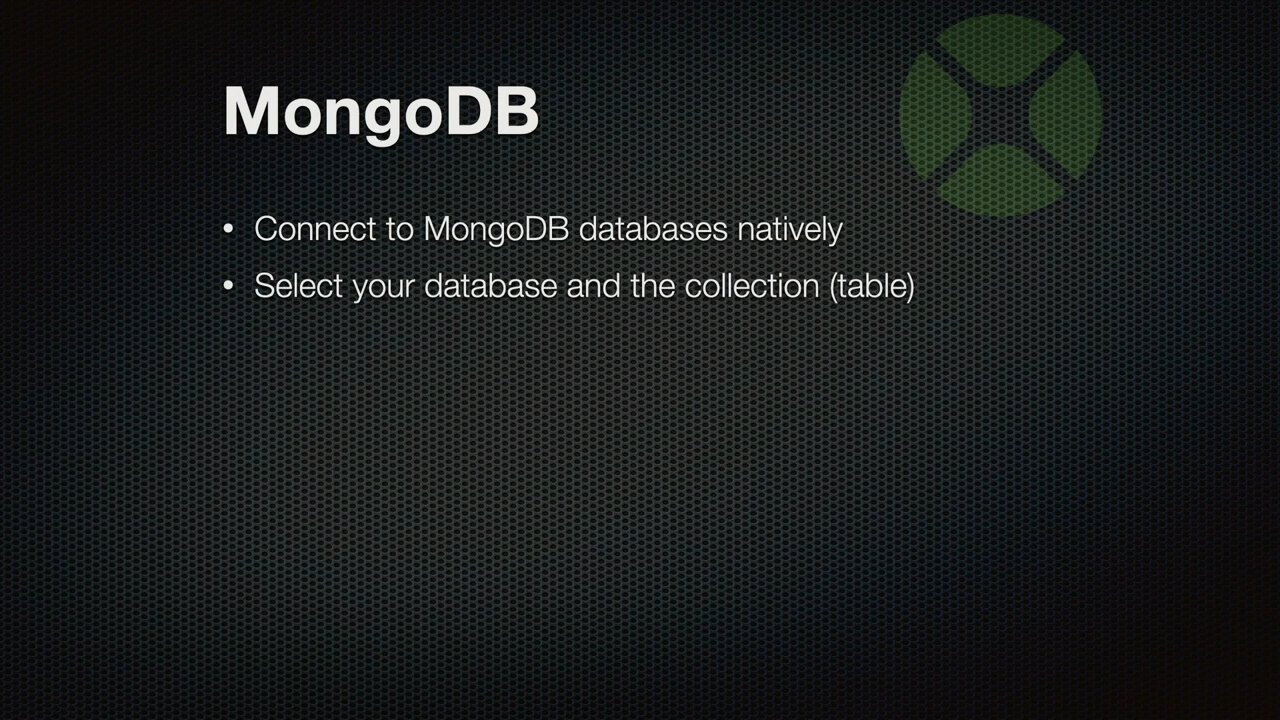 MongoDB
• Connect to MongoDB databases natively
• Select your database and the collection (table)